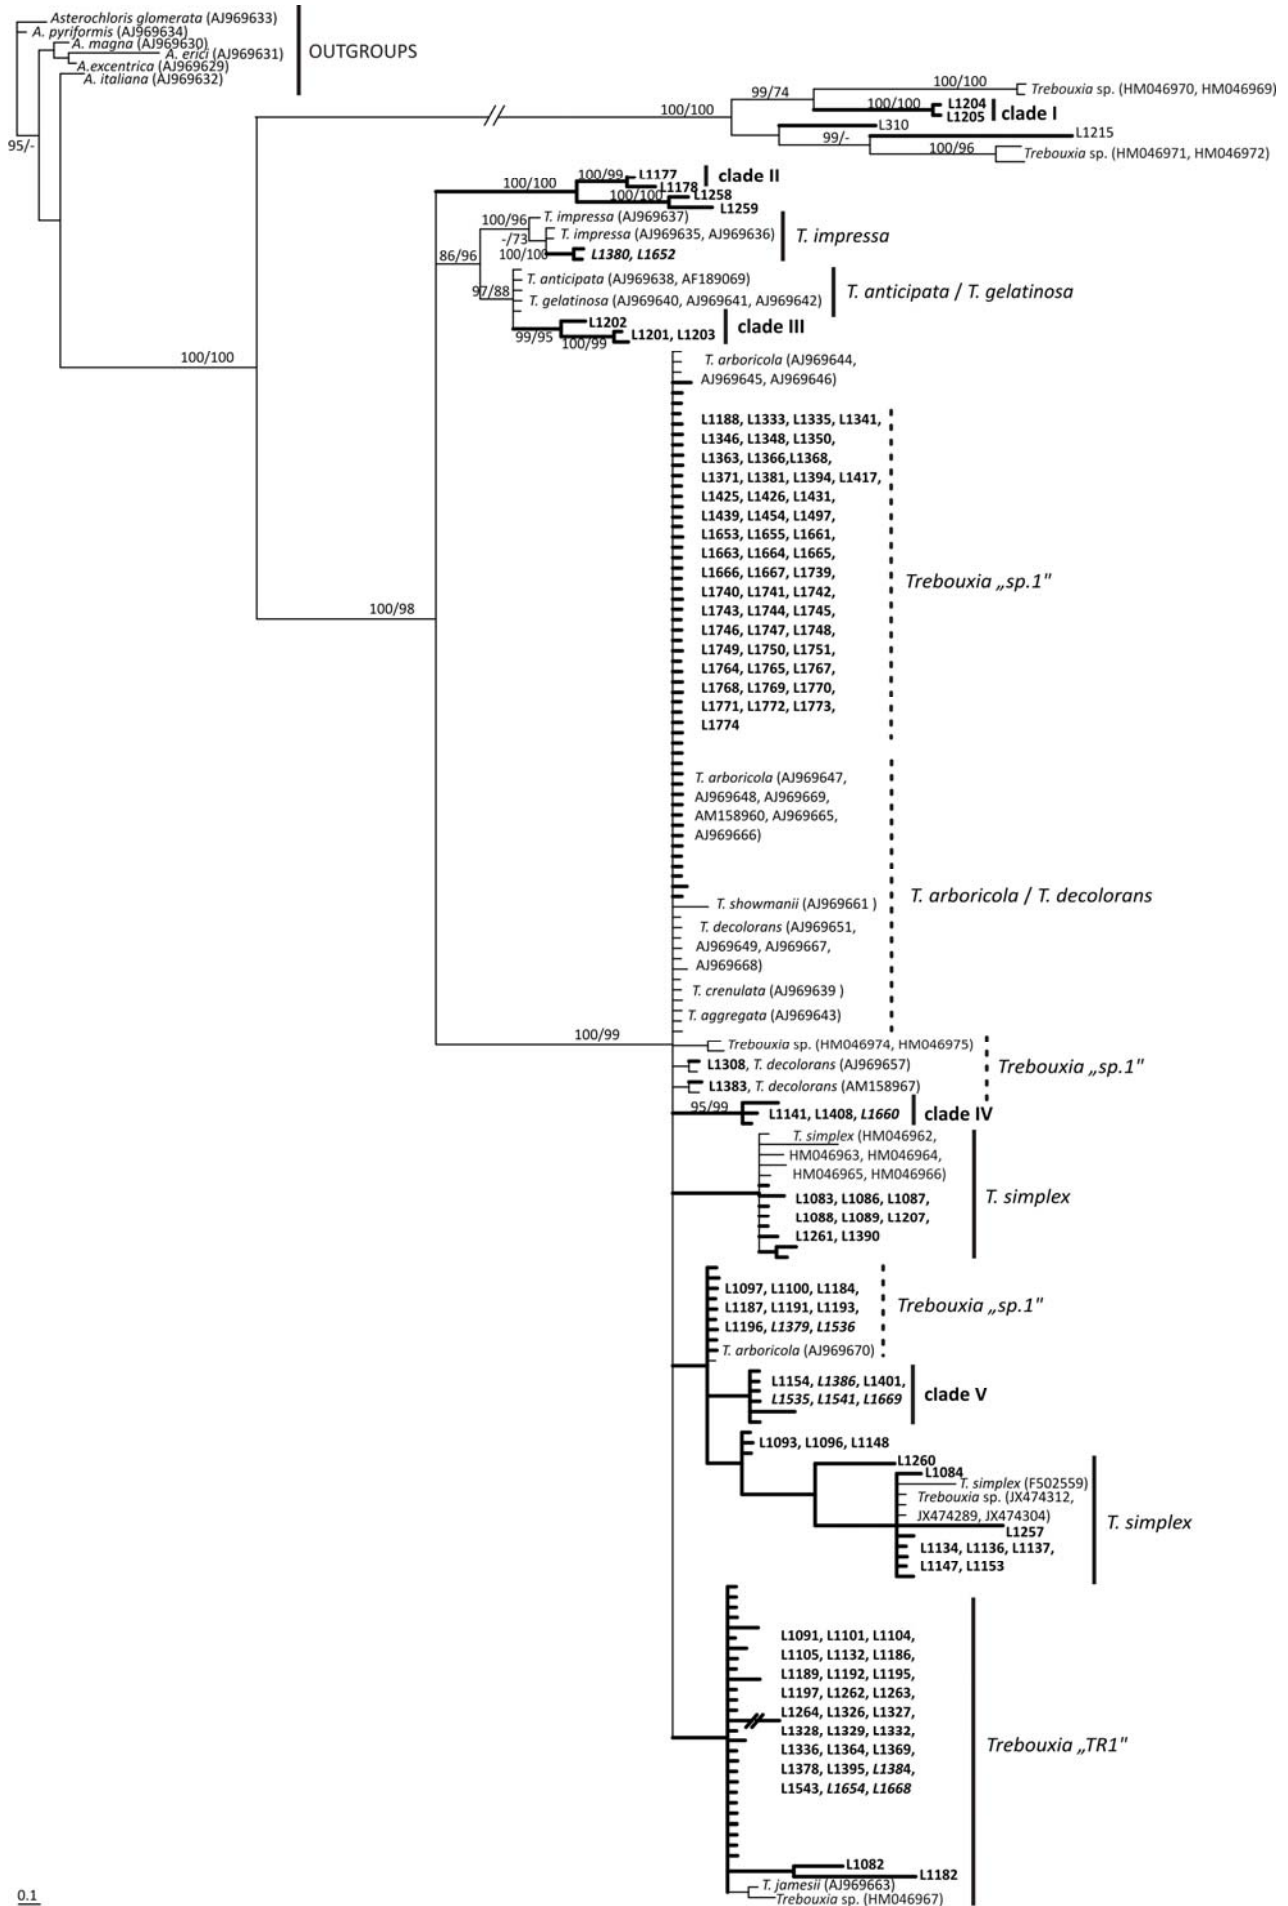 Asterochloris glomerata (AJ969633)
A. pyriformis (AJ969634)
A. magna (AJ969630)
A. erici (AJ969631)
A.excentrica (AJ969629)
A. italiana (AJ969632)
OUTGROUPS
95/-
100/100
100/100
99/74
100/100
Trebouxia sp. (HM046970, HM046969)
100/100
L1204
L1205
clade I
L310
99/-
L1215
100/96
Trebouxia sp. (HM046971, HM046972)
100/98
100/100
100/99
L1177
L1178
clade II
100/100
L1258
L1259
86/96
100/96
T. impressa (AJ969637)
-/73
T. impressa (AJ969635, AJ969636)
100/100
L1380, L1652
T. impressa
97/88
T. anticipata (AJ969638, AF189069)
T. gelatinosa (AJ969640, AJ969641, AJ969642)
T. anticipata / T. gelatinosa
99/95
L1202
100/99
L1201, L1203
clade III
T. arboricola (AJ969644,
AJ969645, AJ969646)
L1188, L1333, L1335, L1341,
L1346, L1348, L1350,
L1363, L1366,L1368,
L1371, L1381, L1394, L1417,
L1425, L1426, L1431,
L1439, L1454, L1497,
L1653, L1655, L1661,
L1663, L1664, L1665,
L1666, L1667, L1739,
L1740, L1741, L1742,
L1743, L1744, L1745,
L1746, L1747, L1748,
L1749, L1750, L1751,
L1764, L1765, L1767,
L1768, L1769, L1770,
L1771, L1772, L1773,
L1774
Trebouxia „sp.1"
T. arboricola (AJ969647,
AJ969648, AJ969669,
AM158960, AJ969665,
AJ969666)
T. showmanii (AJ969661 )
T. decolorans (AJ969651,
AJ969649, AJ969667,
AJ969668)
T. crenulata (AJ969639 )
T. aggregata (AJ969643)
T. arboricola / T. decolorans
100/99
Trebouxia sp. (HM046974, HM046975)
L1308, T. decolorans (AJ969657)
L1383, T. decolorans (AM158967)
Trebouxia „sp.1"
95/99
L1141, L1408, L1660
clade IV
T. simplex (HM046962,
HM046963, HM046964,
HM046965, HM046966)
L1083, L1086, L1087,
L1088, L1089, L1207,
L1261, L1390
T. simplex
L1097, L1100, L1184,
L1187, L1191, L1193,
L1196, L1379, L1536
T. arboricola (AJ969670)
Trebouxia „sp.1"
L1154, L1386, L1401,
L1535, L1541, L1669
clade V
L1093, L1096, L1148
L1260
L1084
T. simplex (F502559)
Trebouxia sp. (JX474312,
JX474289, JX474304)
L1257
L1134, L1136, L1137,
L1147, L1153
T. simplex
L1091, L1101, L1104,
L1105, L1132, L1186,
L1189, L1192, L1195,
L1197, L1262, L1263,
L1264, L1326, L1327,
L1328, L1329, L1332,
L1336, L1364, L1369,
L1378, L1395, L1384,
L1543, L1654, L1668
Trebouxia „TR1"
L1082
L1182
T. jamesii (AJ969663)
Trebouxia sp. (HM046967)
0.1